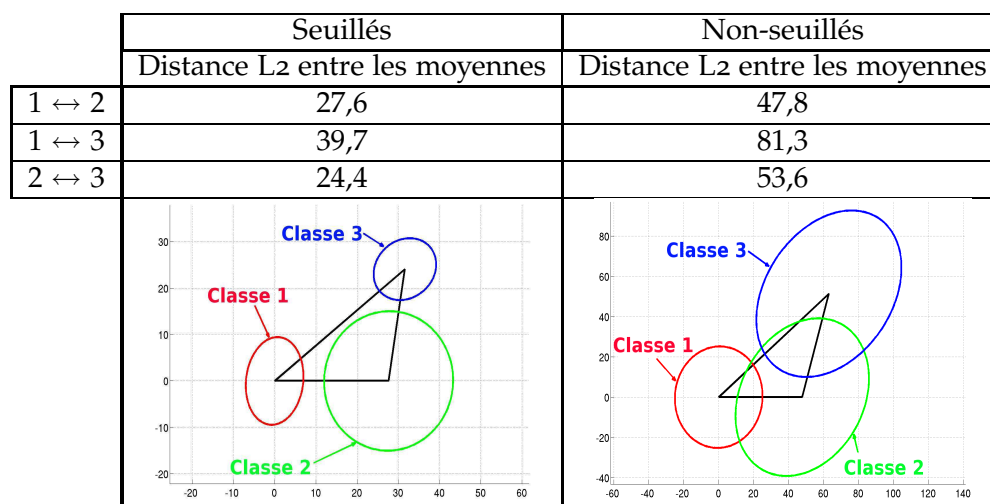 Seuillés Non-seuillés
Distance L2 entre les moyennes Distance L2 entre les moyennes
1 ↔ 2 27,6 47,8
1 ↔ 3 39,7 81,3
2 ↔ 3 24,4 53,6
Classe 3
Classe 1
Classe 2
30
20
10
0
-10
-20
-20 -10 0 10 20 30 40 50 60
Classe 3
Classe 1
Classe 2
80
60
40
20
0
-20
-40
-60 -40 -20 0 20 40 60 80 100 120 140